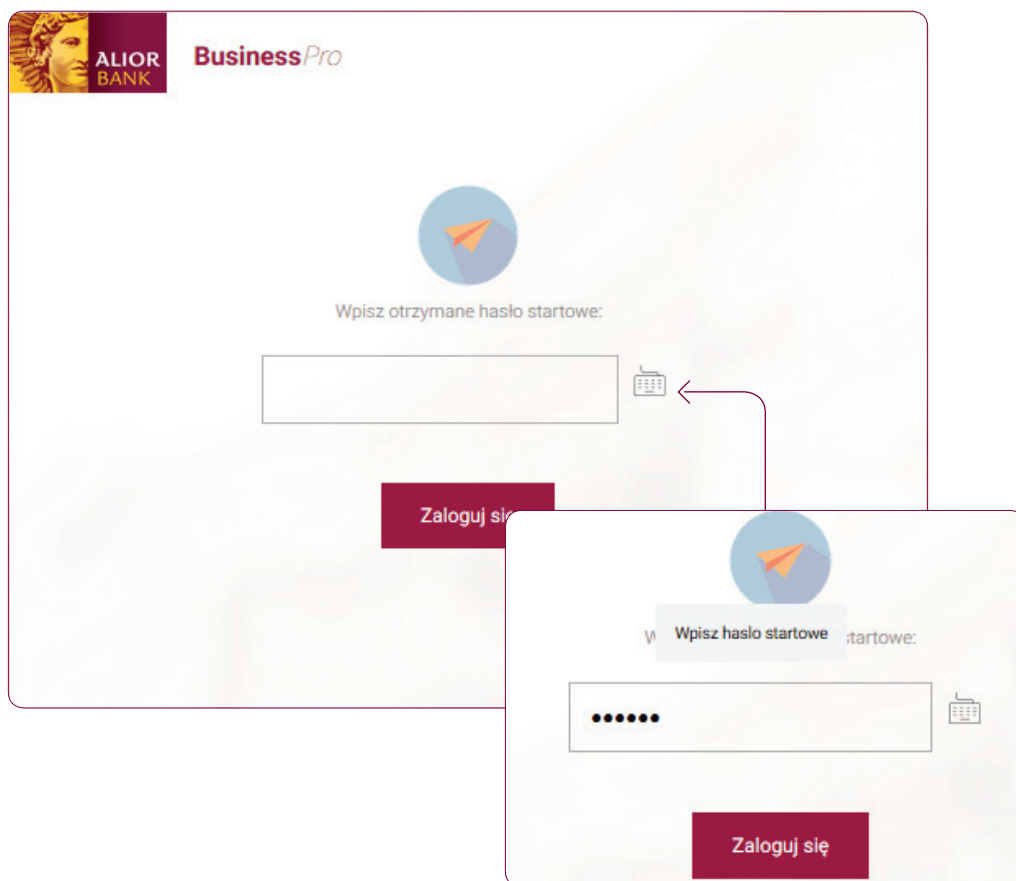 ALIOR
BANK
BusinessPro
Wpisz otrzymane hasło startowe:
Zaloguj się
Wpisz haslo startowe
W
startowe:
••••••
Zaloguj się